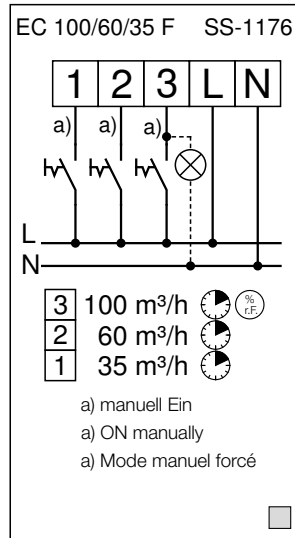 EC 100/60/35 F SS-1176
1 2 3 L N
a) a) a)
L
N
3 100 m³/h % r.F.
2 60 m³/h
1 35 m³/h
a) manuell Ein
a) ON manually
a) Mode manuel forcé